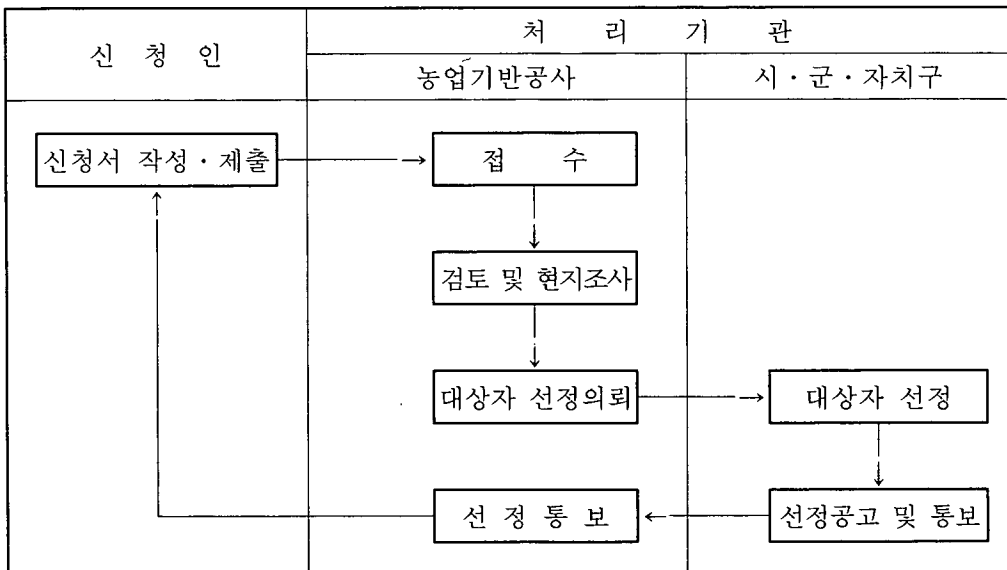 신 청 인
처 리 기 관
농업기반공사
시·군·자치구
신청서 작성·제출
접 수
검토 및 현지조사
대상자 선정의뢰
대상자 선정
선 정 통 보
선정공고 및 통보